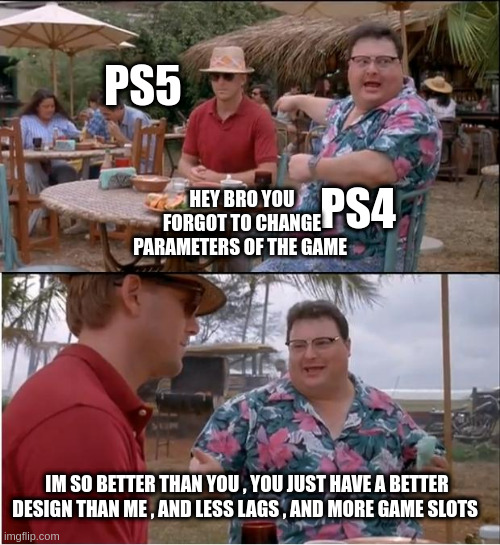 PS5
HEY BRO YOU
FORGOT TO CHANGE
PARAMETERS OF THE GAME
PS4
IM SO BETTER THAN YOU , YOU JUST HAVE A BETTER
DESIGN THAN ME , AND LESS LAGS , AND MORE GAME SLOTS
imgflip.com